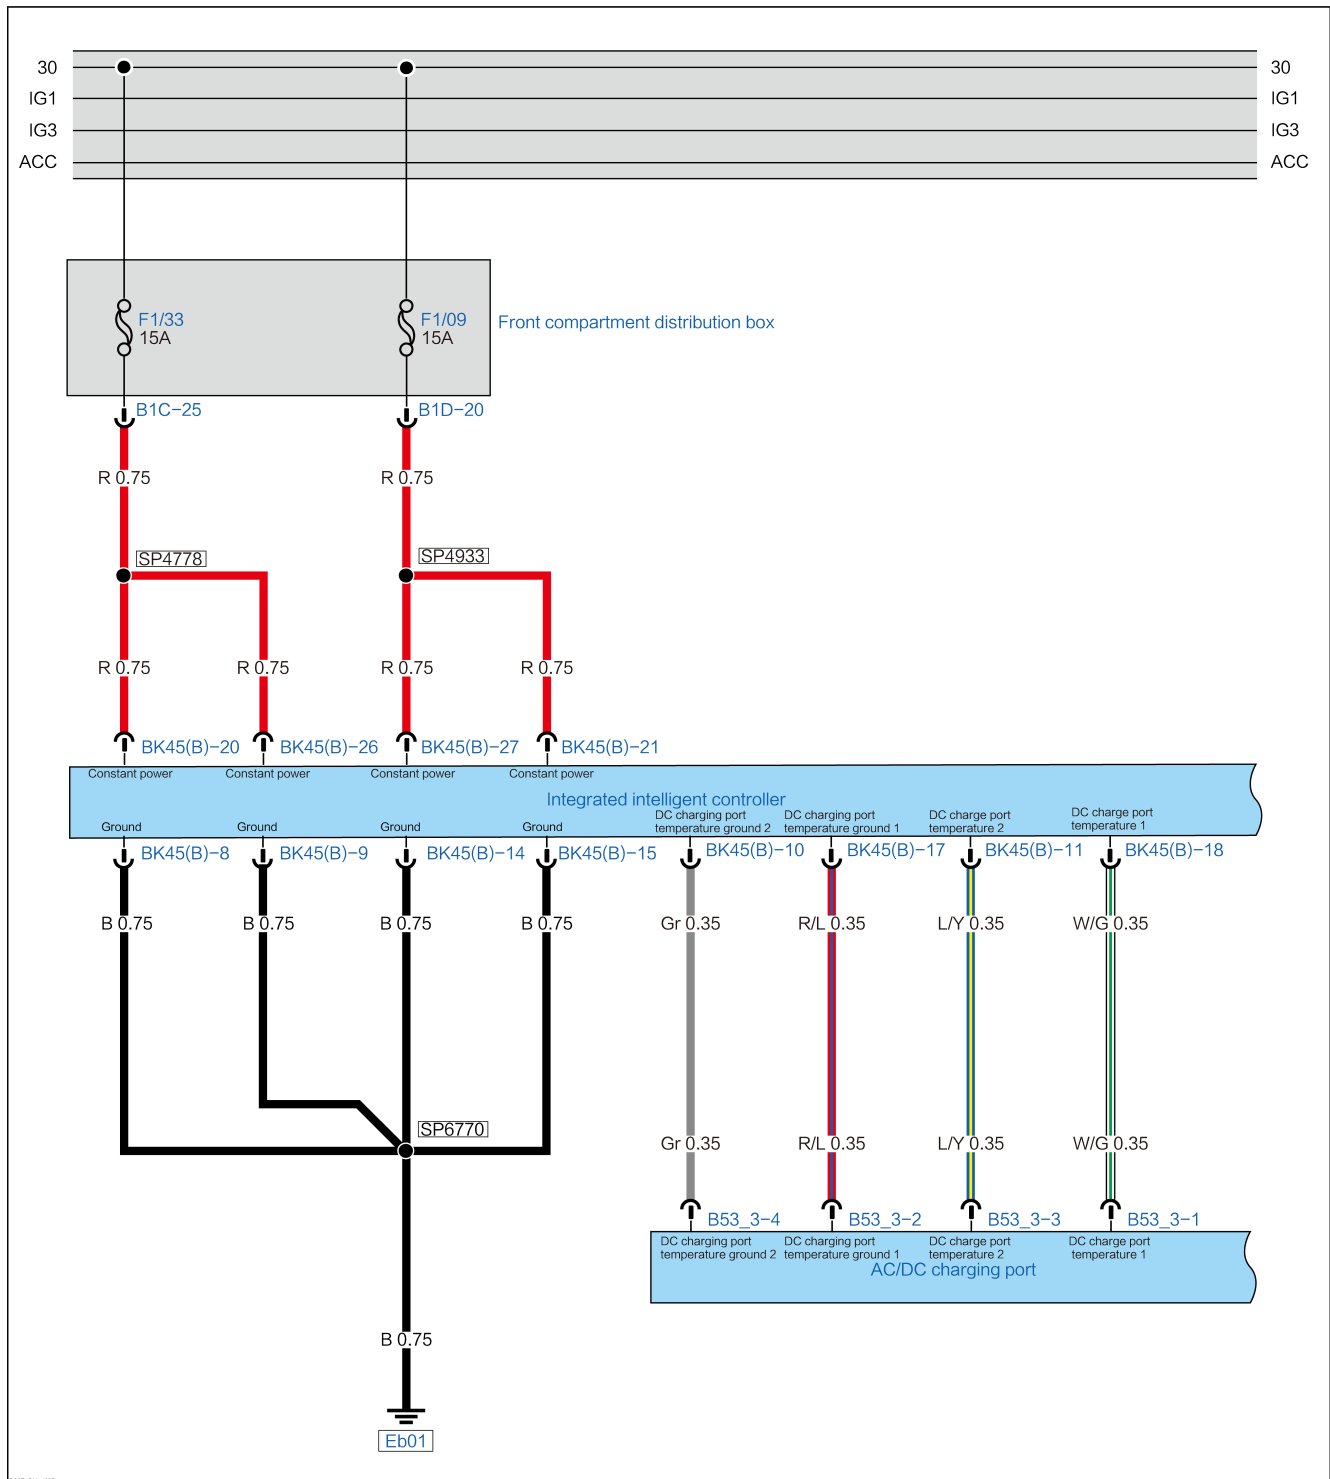 30 30
IG1 IG1
IG3 IG3
ACC ACC
F1/33 F1/09
15A 15A
Front compartment distribution box
B1C−25 B1D−20
R 0.75 R 0.75
SP4778 SP4933
R 0.75 R 0.75 R 0.75 R 0.75
BK45(B)−20 BK45(B)−26 BK45(B)−27 BK45(B)−21
Constant power Constant power Constant power Constant power
Integrated intelligent controller
Ground Ground Ground Ground
DC charging port
temperature ground 2
DC charging port
temperature ground 1
DC charge port
temperature 2
DC charge port
temperature 1
BK45(B)−8 BK45(B)−9 BK45(B)−14 BK45(B)−15 BK45(B)−10 BK45(B)−17 BK45(B)−11 BK45(B)−18
B 0.75 B 0.75 B 0.75 B 0.75 Gr 0.35 R/L 0.35 L/Y 0.35 W/G 0.35
SP6770
Gr 0.35 R/L 0.35 L/Y 0.35 W/G 0.35
B53_3−4 B53_3−2 B53_3−3 B53_3−1
DC charging port
temperature ground 2
DC charging port
temperature ground 1
DC charge port
temperature 2
DC charge port
temperature 1
AC/DC charging port
B 0.75
Eb01